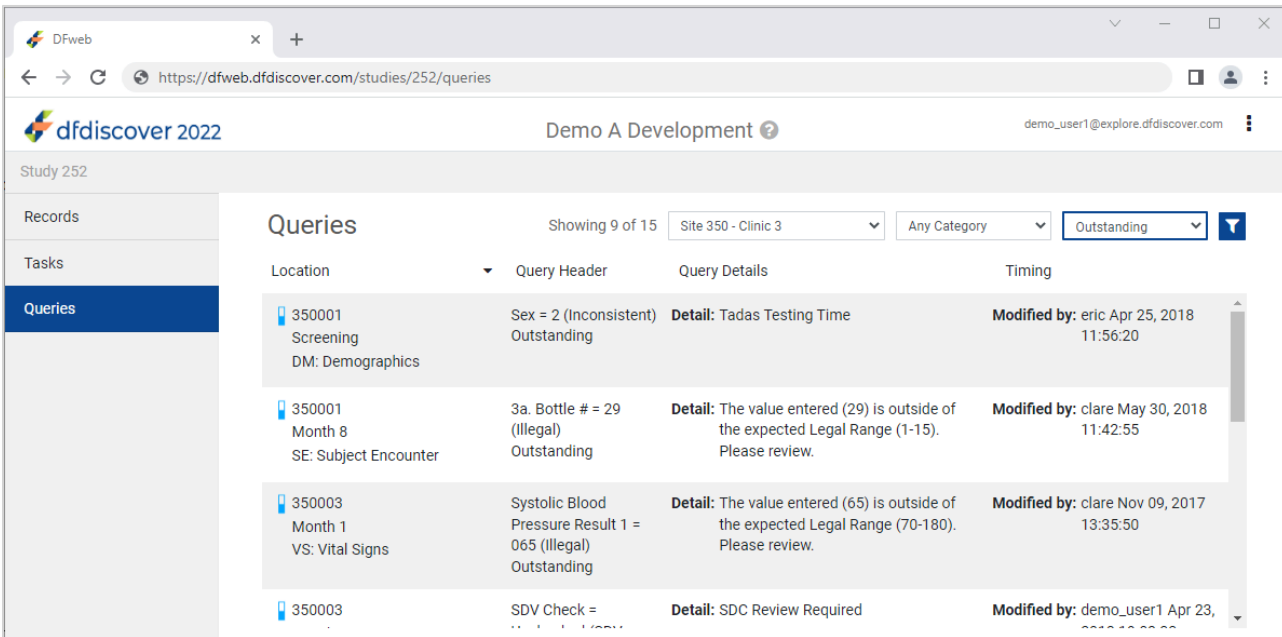 DFweb
https://dfweb.dfdiscover.com/studies/252/queries
dfdiscover 2022
Demo A Development
demo_user1@explore.dfdiscover.com
Study 252
Records
Tasks
Queries
Queries
Showing 9 of 15
Site 350 - Clinic 3
Any Category
Outstanding
Location
Query Header
Query Details
Timing
350001
Screening
DM: Demographics
Sex = 2 (Inconsistent)
Outstanding
Detail: Tadas Testing Time
Modified by: eric Apr 25, 2018
11:56:20
350001
Month 8
SE: Subject Encounter
3a. Bottle # = 29
(Illegal)
Outstanding
Detail: The value entered (29) is outside of
the expected Legal Range (1-15).
Please review.
Modified by: clare May 30, 2018
11:42:55
350003
Month 1
VS: Vital Signs
Systolic Blood
Pressure Result 1 =
065 (Illegal)
Outstanding
Detail: The value entered (65) is outside of
the expected Legal Range (70-180).
Please review.
Modified by: clare Nov 09, 2017
13:35:50
350003
SDV Check =
Detail: SDC Review Required
Modified by: demo_user1 Apr 23,